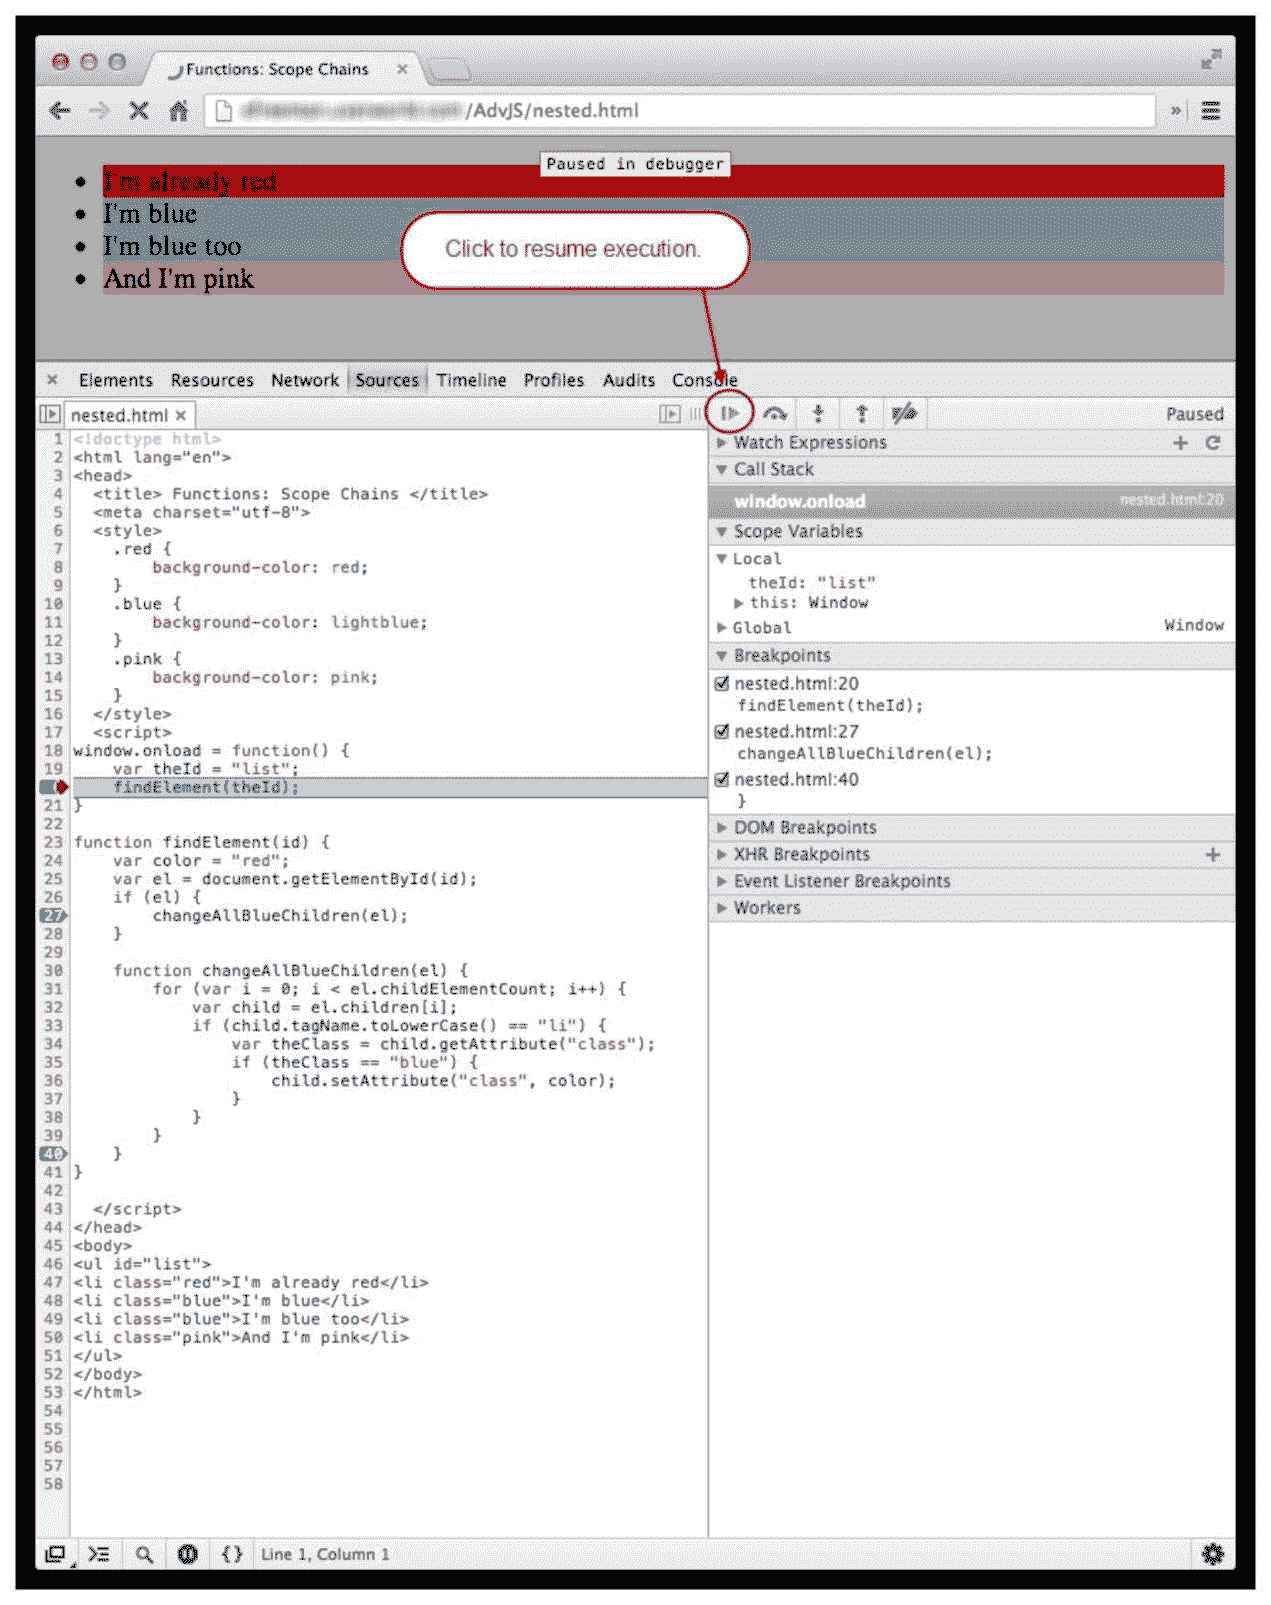 Functions: Scope Chains
/AdvJS/nested.html
Paused in debugger
I'm already red
I'm blue
I'm blue too
And I'm pink
Click to resume execution.
Elements Resources Network Sources Timeline Profiles Audits Console
nested.html
Paused
1 <!doctype html>
2 <html lang="en">
3 <head>
4 <title> Functions: Scope Chains </title>
5 <meta charset="utf-8">
6 <style>
7 .red {
8 background-color: red;
9 }
10 .blue {
11 background-color: lightblue;
12 }
13 .pink {
14 background-color: pink;
15 }
16 </style>
17 <script>
18 window.onload = function() {
19 var theId = "list";
findElement(theId);
21 }
22
23 function findElement(id) {
24 var color = "red";
25 var el = document.getElementById(id);
26 if (el) {
27 changeAllBlueChildren(el);
28 }
29
30 function changeAllBlueChildren(el) {
31 for (var i = 0; i < el.childElementCount; i++) {
32 var child = el.children[i];
33 if (child.tagName.toLowerCase() == "li") {
34 var theClass = child.getAttribute("class");
35 if (theClass == "blue") {
36 child.setAttribute("class", color);
37 }
38 }
39 }
40 }
41 }
42
43 </script>
44 </head>
45 <body>
46 <ul id="list">
47 <li class="red">I'm already red</li>
48 <li class="blue">I'm blue</li>
49 <li class="blue">I'm blue too</li>
50 <li class="pink">And I'm pink</li>
51 </ul>
52 </body>
53 </html>
54
55
56
57
58
Watch Expressions
Call Stack
window.onload nested.html:20
Scope Variables
Local
theId: "list"
this: Window
Global Window
Breakpoints
nested.html:20
findElement(theId);
nested.html:27
changeAllBlueChildren(el);
nested.html:40
}
DOM Breakpoints
XHR Breakpoints
Event Listener Breakpoints
Workers
{} Line 1, Column 1